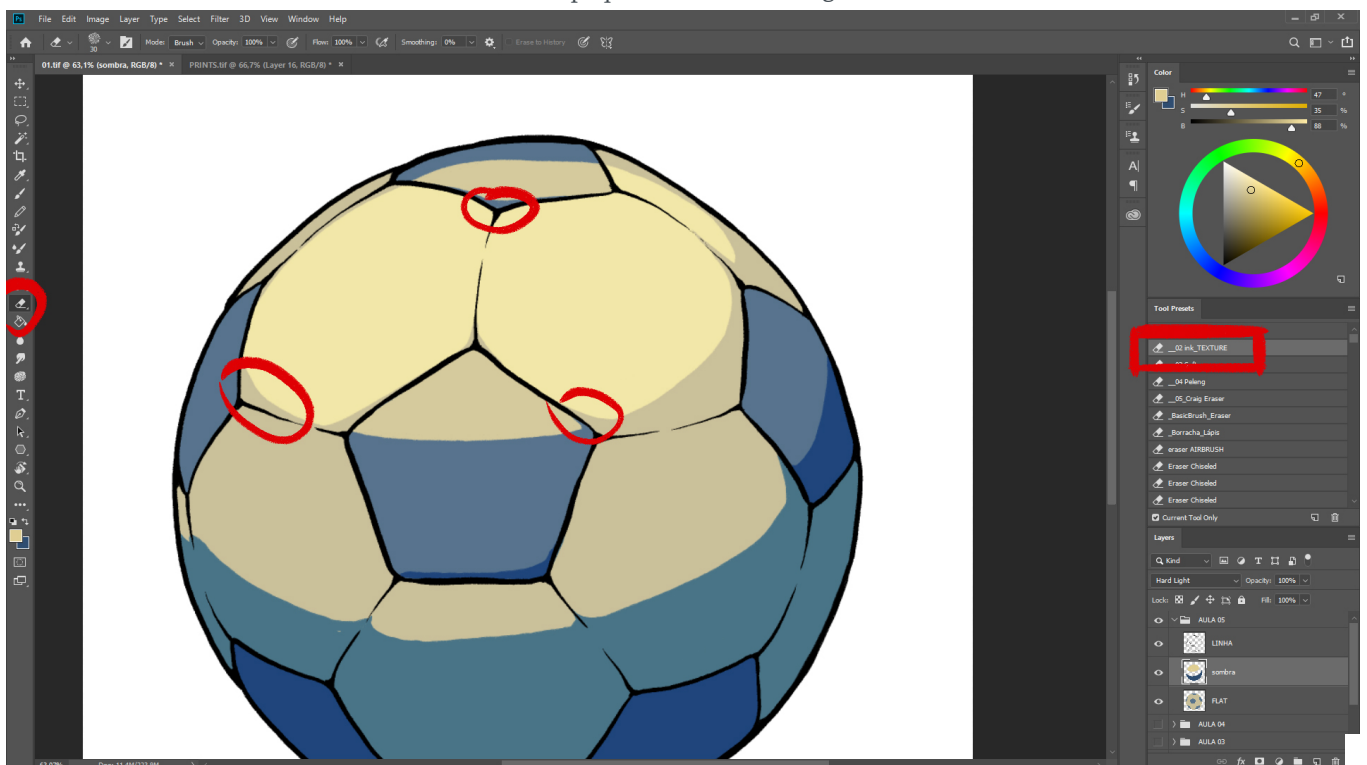 Ps File Edit Image Layer Type Select Filter 3D View Window Help
30 Mode: Brush Opacity: 100% Flow: 100% Smoothing: 0% Erase to History
01.tif @ 63,1% (sombra, RGB/8) * × PRINTS.tif @ 66,7% (Layer 16, RGB/8) * ×
Color
H 47 °
S 35 %
B 88 %
Tool Presets
__02 ink_TEXTURE
__04 Peleng
__05_Craig Eraser
_BasicBrush_Eraser
_Borracha_Lápis
eraser AIRBRUSH
Eraser Chiseled
Eraser Chiseled
Eraser Chiseled
Current Tool Only
Layers
Kind
Hard Light Opacity: 100%
Lock: Fill: 100%
AULA 05
LINHA
sombra
FLAT
AULA 04
AULA 03
fx